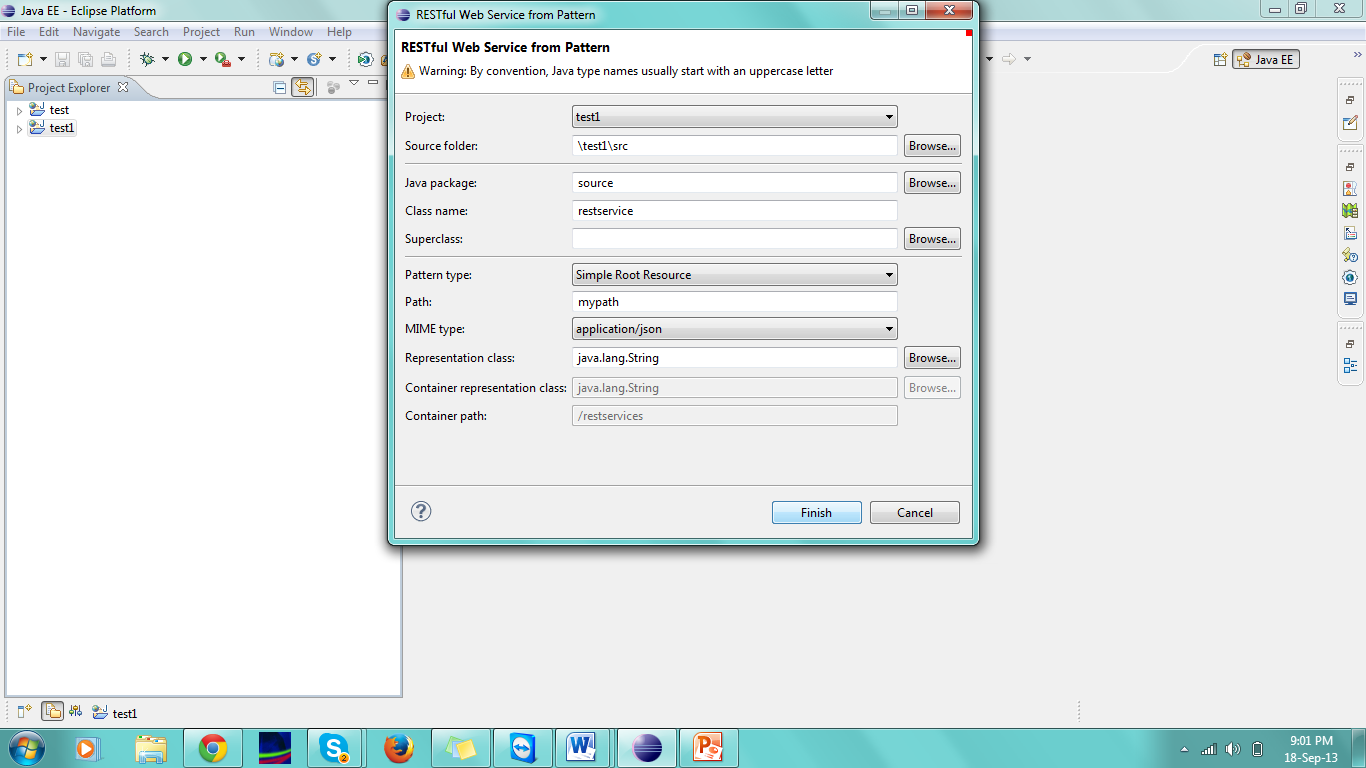 Java EE - Eclipse Platform
File Edit Navigate Search Project Run Window Help
Java EE
Project Explorer
test
test1
RESTful Web Service from Pattern
RESTful Web Service from Pattern
Warning: By convention, Java type names usually start with an uppercase letter
Project: test1
Source folder: \test1\src Browse...
Java package: source Browse...
Class name: restservice
Superclass: Browse...
Pattern type: Simple Root Resource
Path: mypath
MIME type: application/json
Representation class: java.lang.String Browse...
Container representation class: java.lang.String Browse...
Container path: /restservices
Finish Cancel
test1
2
9:01 PM
18-Sep-13